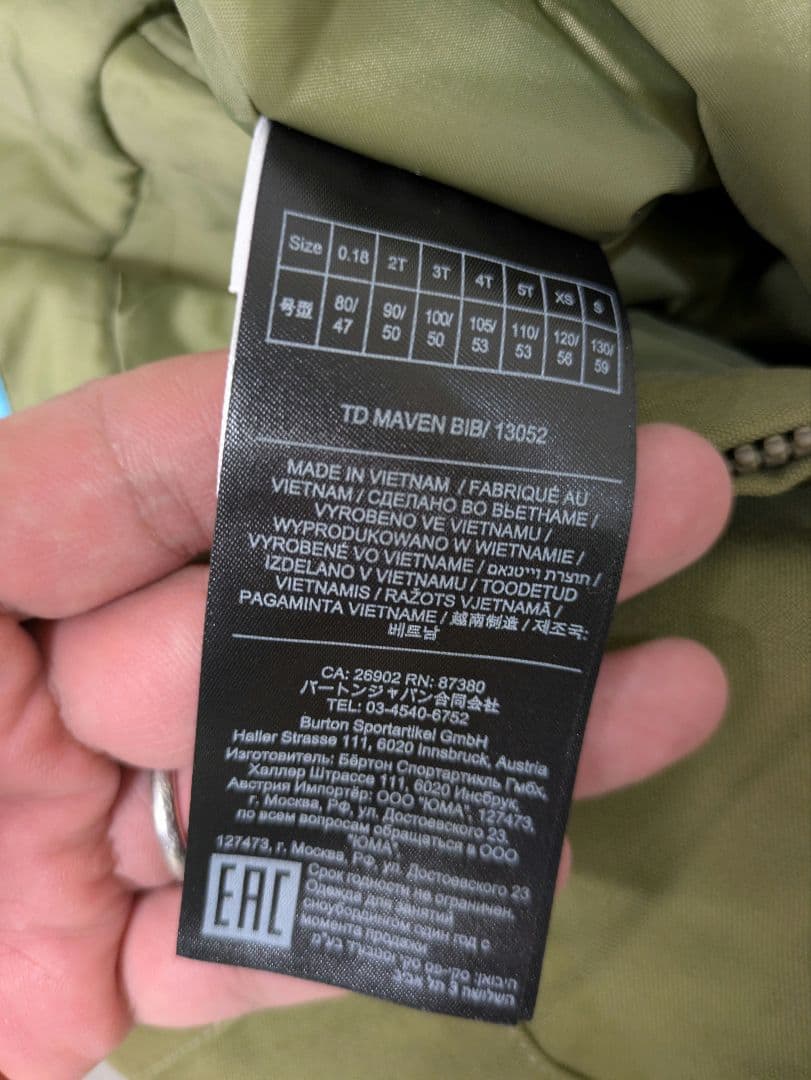 Size 0.18 2T 3T 4T 5T XS S
号型 80/47 90/50 100/50 105/53 110/53 120/56 130/59
TD MAVEN BIB/ 13052
MADE IN VIETNAM / FABRIQUÉ AU
VIETNAM / СДЕЛАНО ВО ВЬЕТНАМЕ /
VYROBENO VE VIETNAMU /
WYPRODUKOWANO W WIETNAMIE /
VYROBENÉ VO VIETNAME / תוצרת וייטנאם /
IZDELANO V VIETNAMU / TOODETUD
VIETNAMIS / RAŽOTS VJETNAMĀ /
PAGAMINTA VIETNAME / 越南制造 / 제조국:
베트남
CA: 26902 RN: 87380
バートンジャパン合同会社
TEL: 03-4540-6752
Burton Sportartikel GmbH
Haller Strasse 111, 6020 Innsbruck, Austria
Изготовитель: Бёртон Спортартикль Гмбх,
Халлер Штрассе 111, 6020 Инсбрук,
Австрия Импортёр: ООО "ЮМА", 127473,
г. Москва, РФ, ул. Достоевского 23,
по всем вопросам обращаться в ООО
"ЮМА",
127473, г. Москва, РФ, ул. Достоевского 23
EAC
Срок годности не ограничен.
Одежда для занятий
сноубордингом один год с
момента продажи